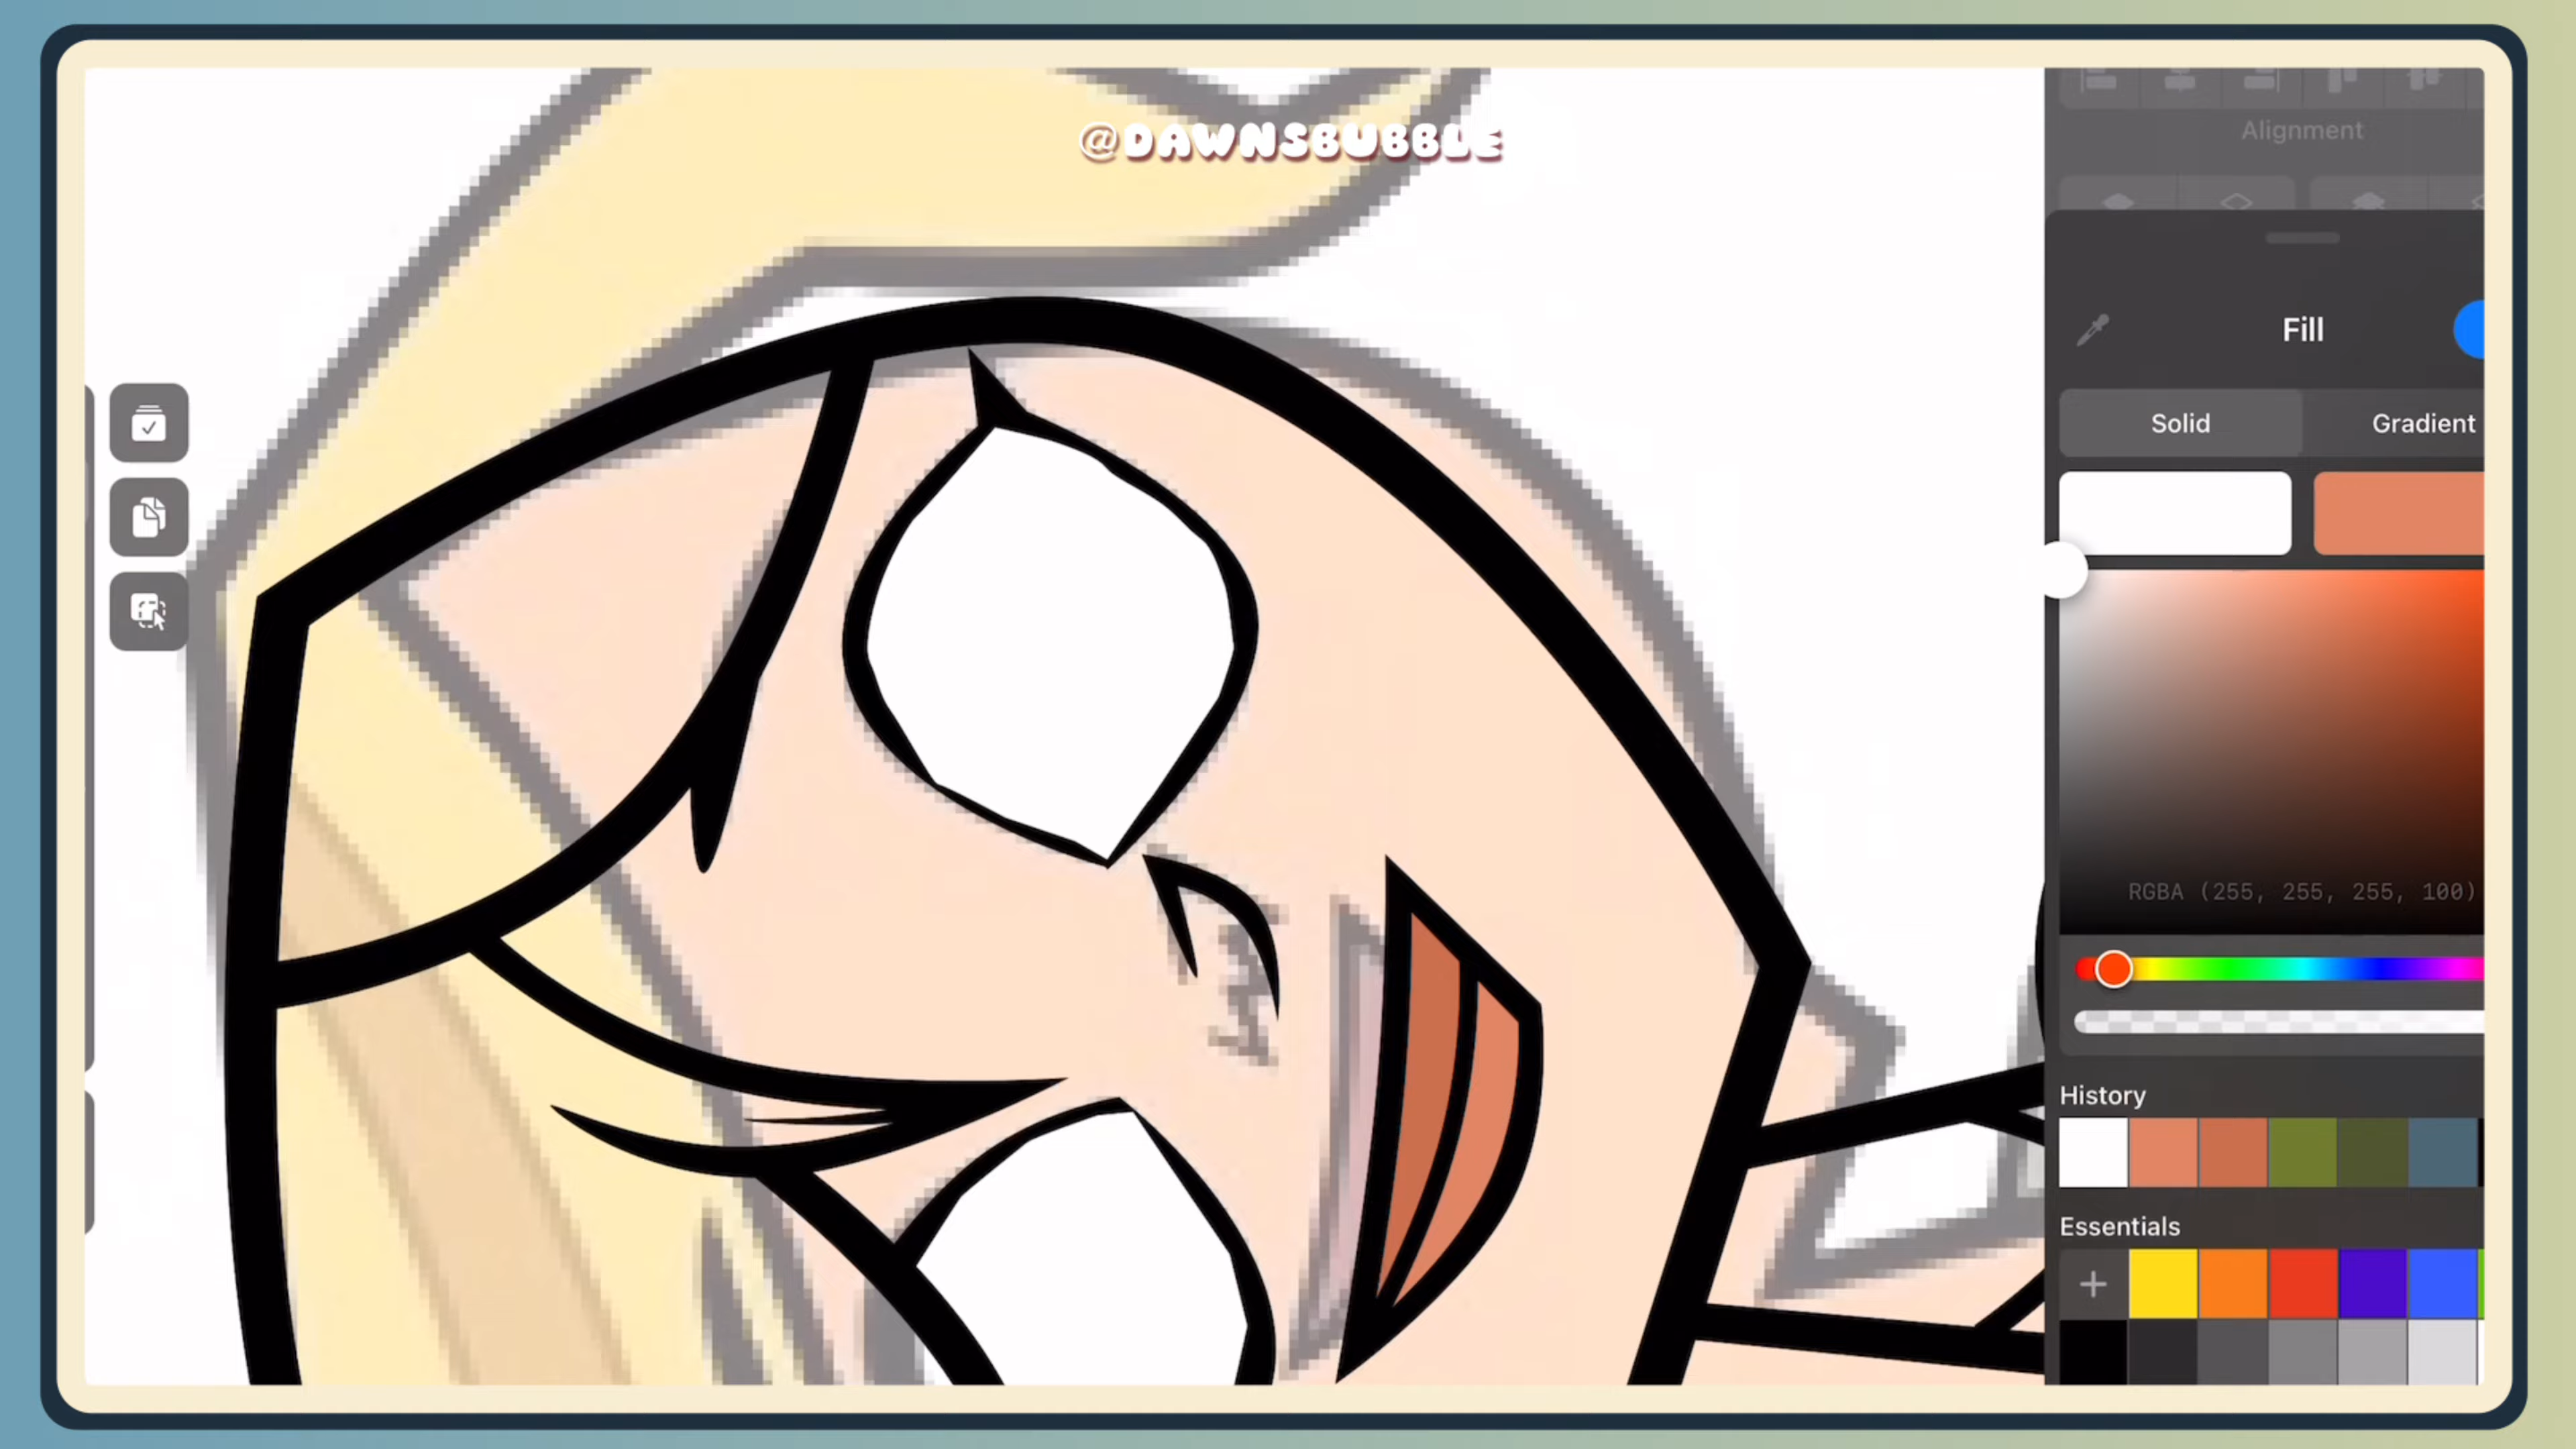 @DAWNSBUBBLE
Alignment
Fill
Solid
Gradient
RGBA (255, 255, 255, 100)
History
Essentials